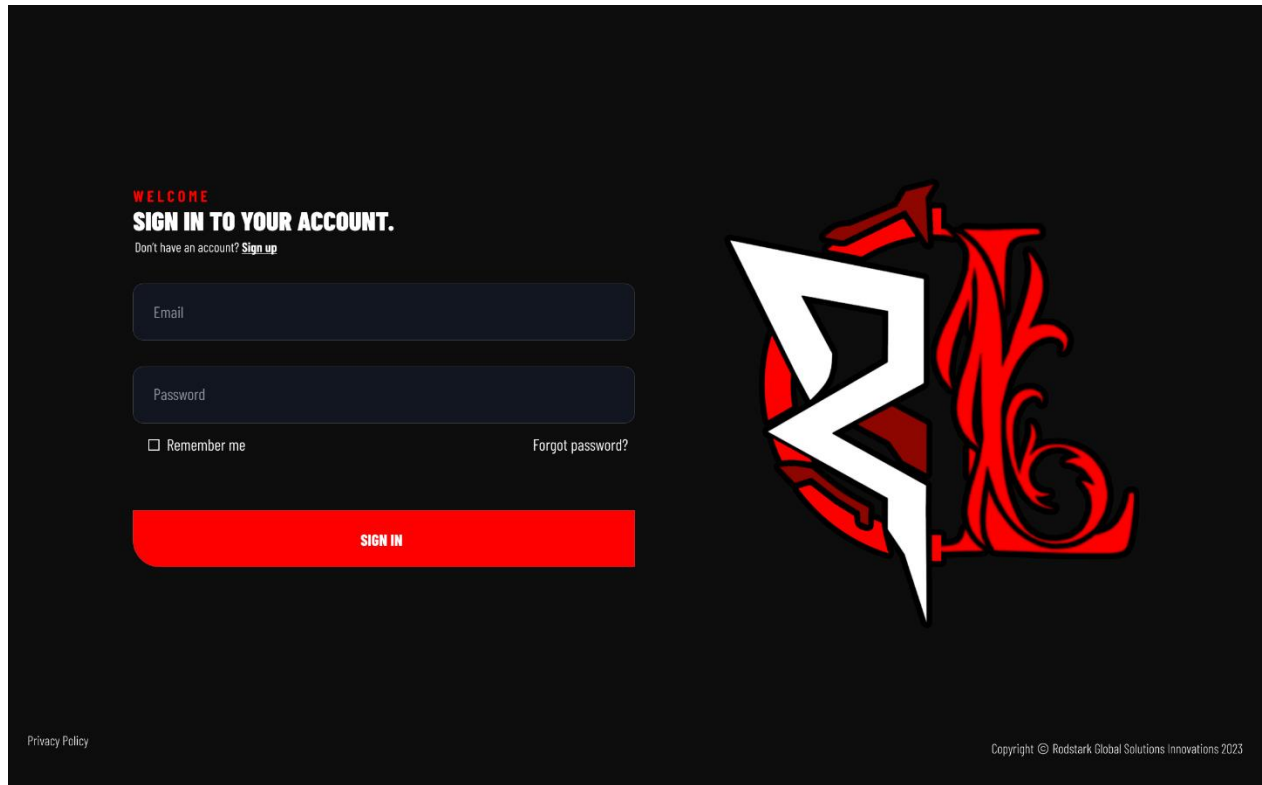 WELCOME
SIGN IN TO YOUR ACCOUNT.
Don't have an account? Sign up
Email
Password
Remember me Forgot password?
SIGN IN
Privacy Policy
Copyright © Rodstark Global Solutions Innovations 2023